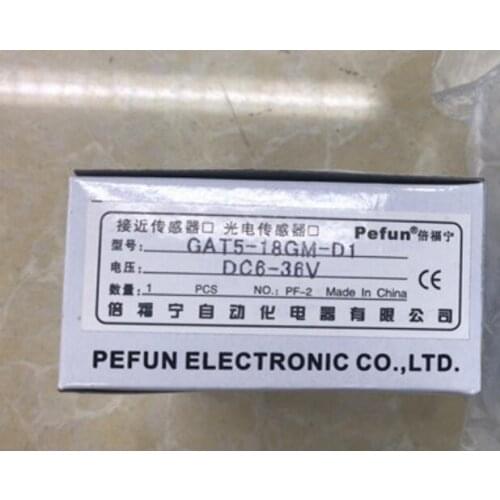 接近传感器□ 光电传感器□ Pefun®倍福宁
型号: GAT5-18GM-D1
电压: DC6-36V
数量: 1 PCS NO.: PF-2 Made In China CE
倍福宁自动化电器有限公司
PEFUN ELECTRONIC CO.,LTD.